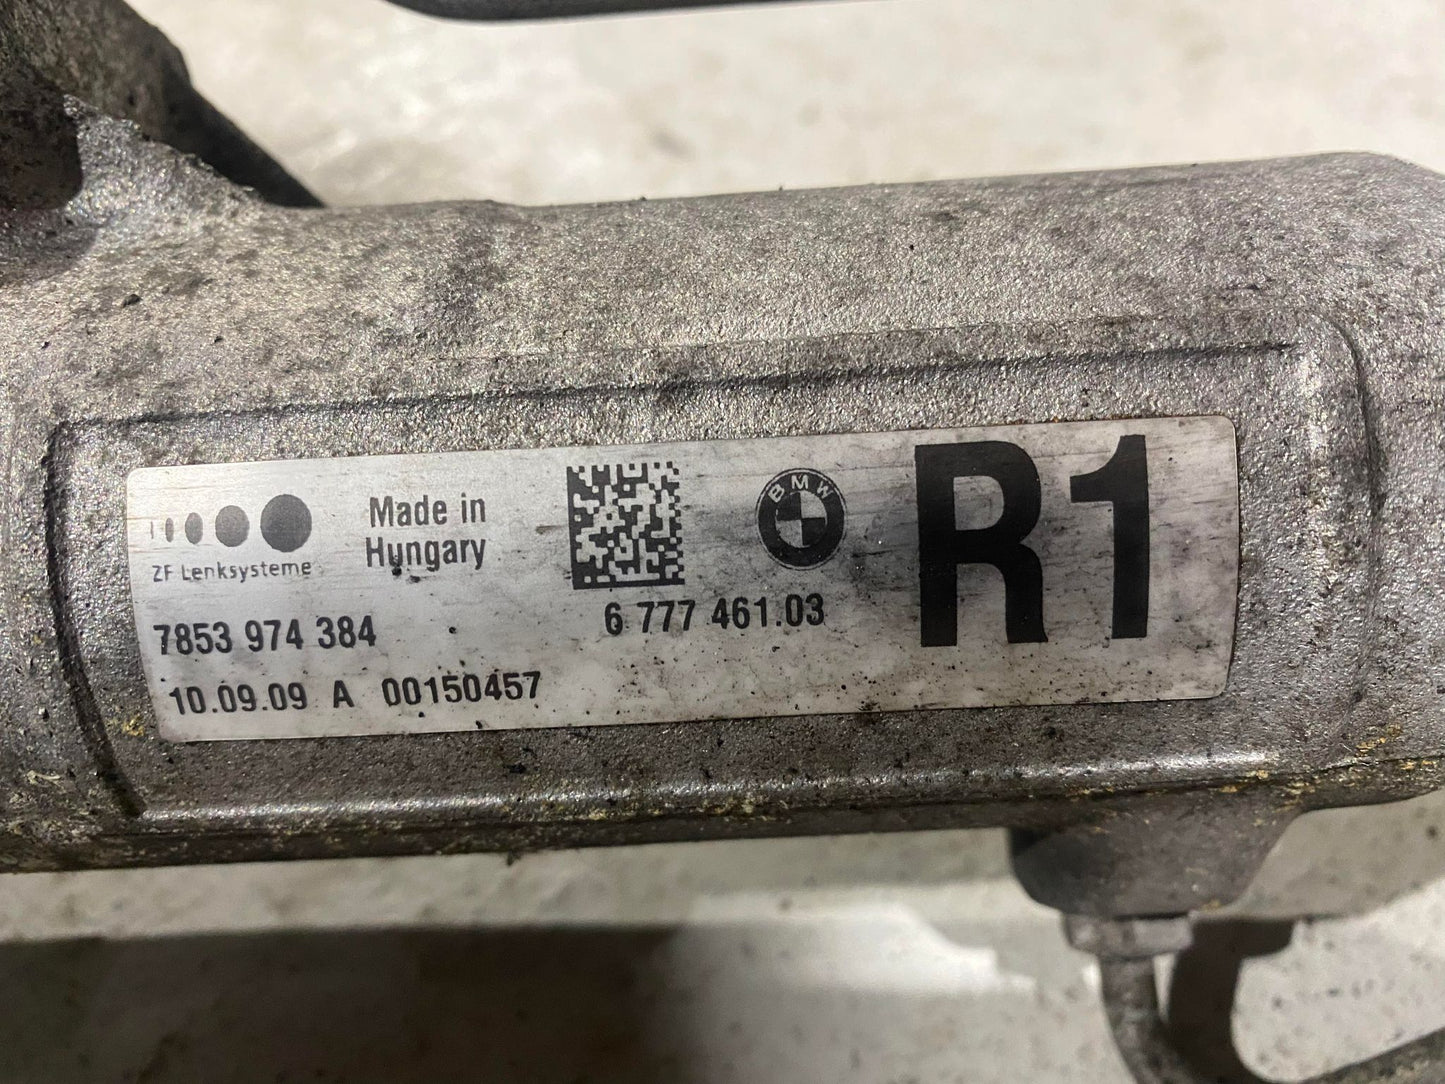 ZF Lenksysteme
Made in
Hungary
7853 974 384
10.09.09 A 00150457
BMW
6 777 461.03
R1